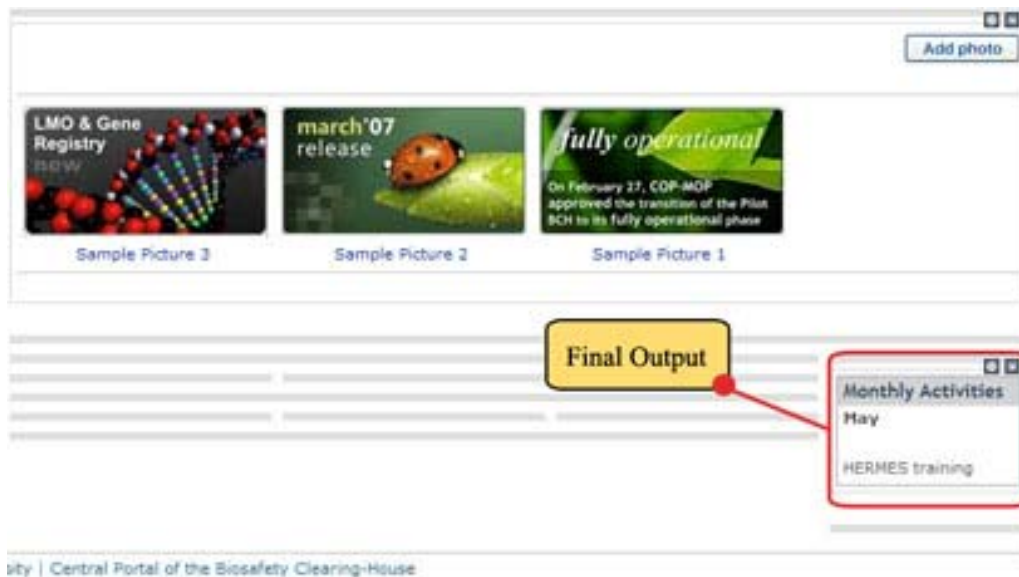 Add photo
LMO & Gene
Registry
new
march'07
release
fully operational
On February 27, COP-MOP
approved the transition of the Pilot
BCH to its fully operational phase
Sample Picture 3
Sample Picture 2
Sample Picture 1
Final Output
Monthly Activities
May
HERMES training
sity | Central Portal of the Biosafety Clearing-House